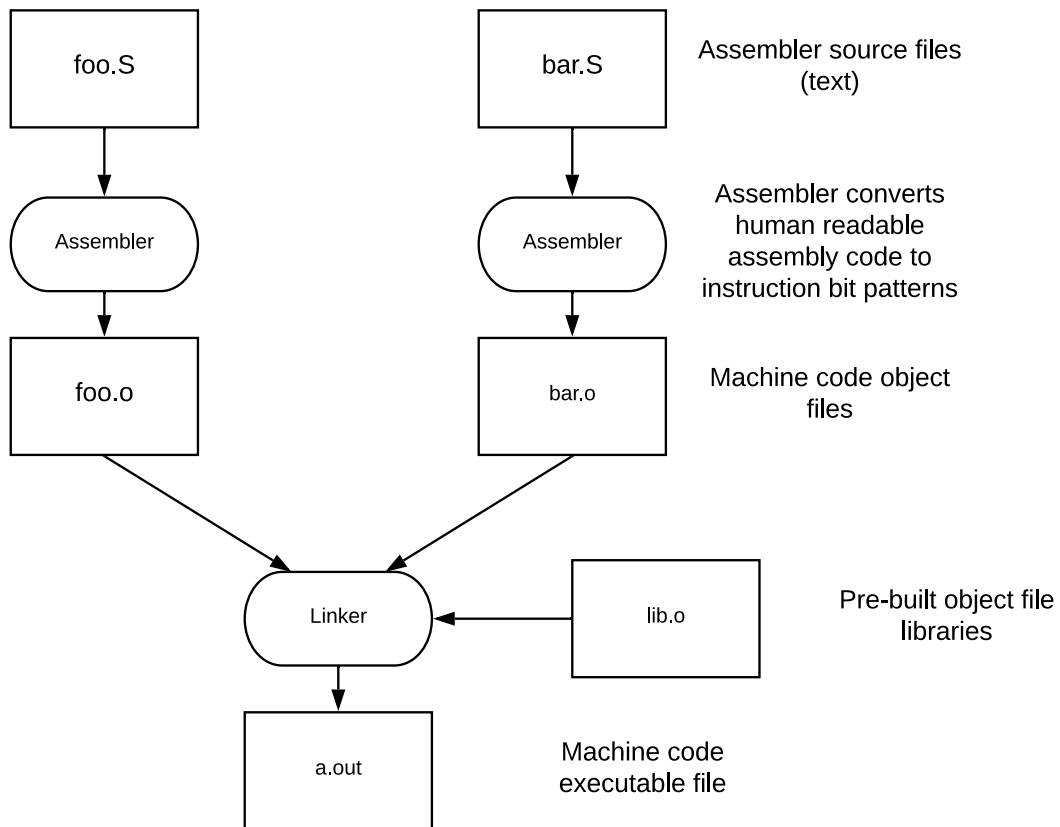 foo.S
bar.S
Assembler source files
(text)
Assembler
Assembler
Assembler converts
human readable
assembly code to
instruction bit patterns
foo.o
bar.o
Machine code object
files
Linker
lib.o
Pre-built object file
libraries
a.out
Machine code
executable file